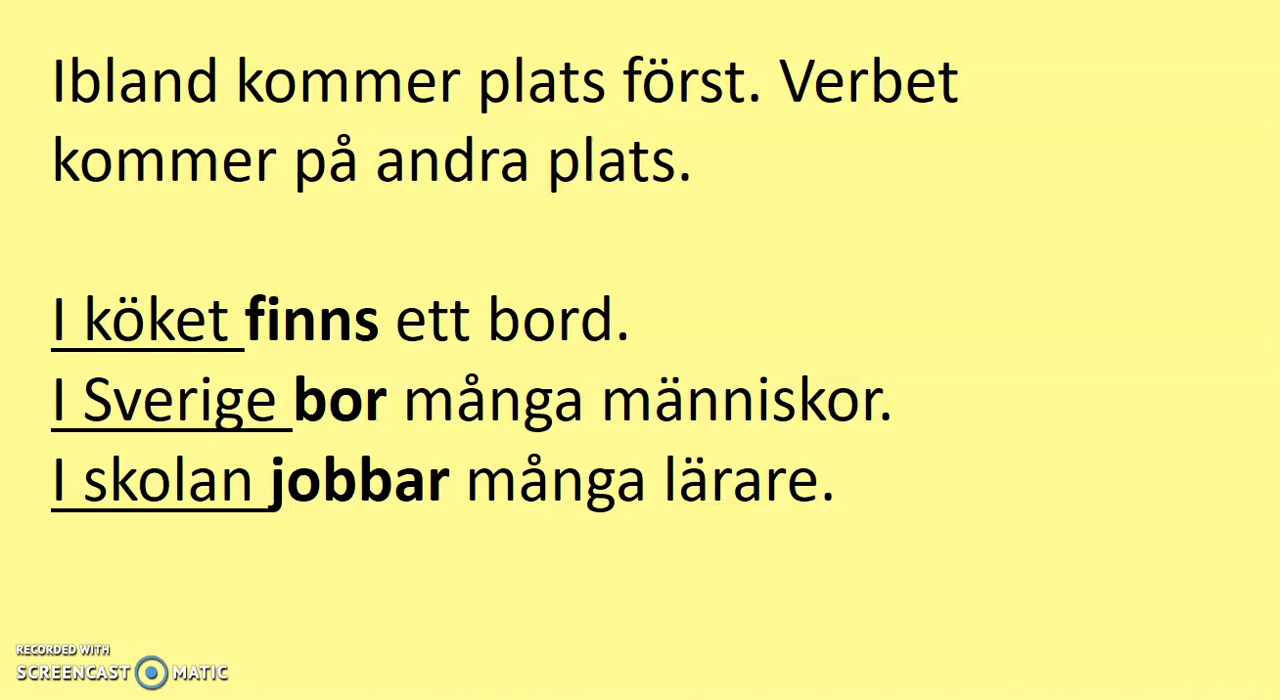 Ibland kommer plats först. Verbet
kommer på andra plats.
I köket finns ett bord.
I Sverige bor många människor.
I skolan jobbar många lärare.
RECORDED WITH
SCREENCAST MATIC